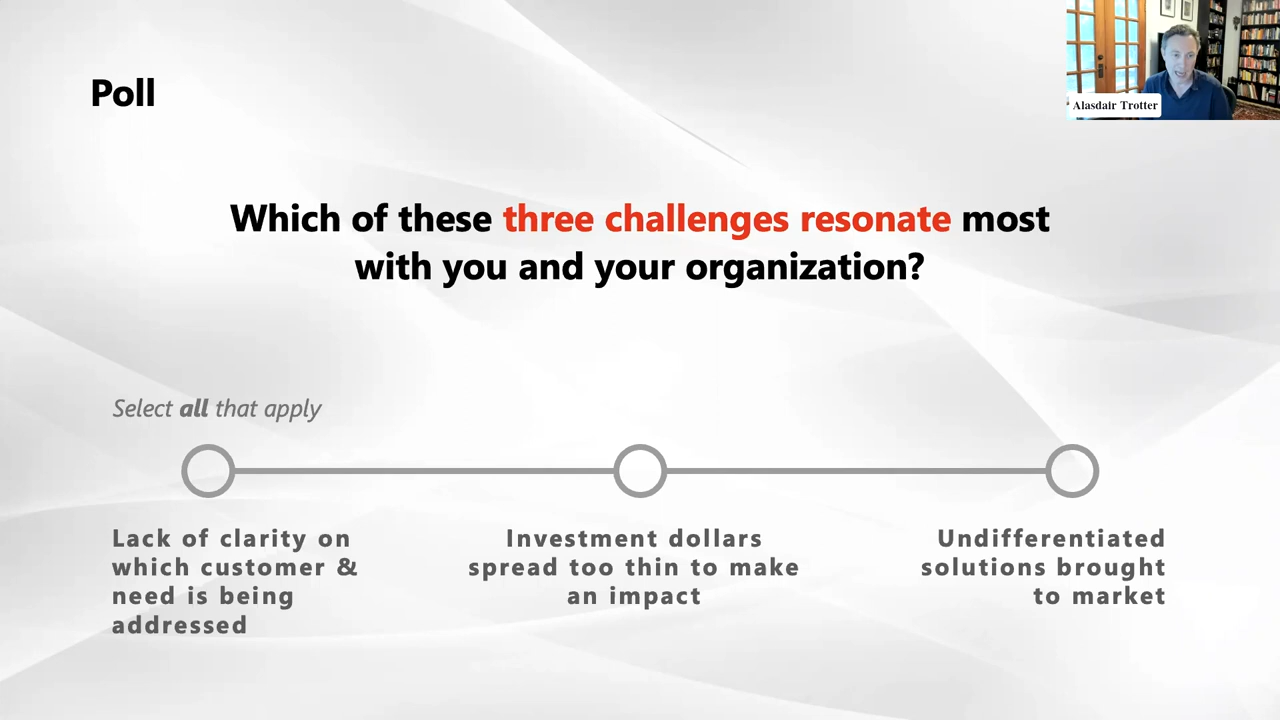 Poll
Alasdair Trotter
Which of these three challenges resonate most
with you and your organization?
Select all that apply
Lack of clarity on
which customer &
need is being
addressed
Investment dollars
spread too thin to make
an impact
Undifferentiated
solutions brought
to market